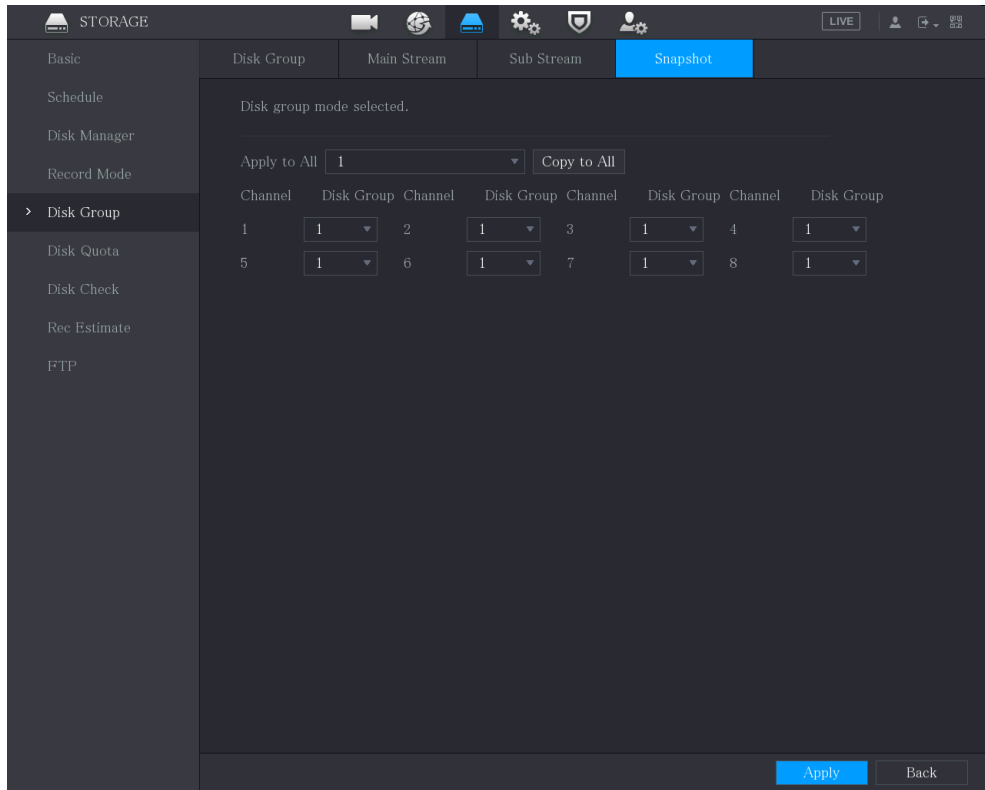 STORAGE LIVE
Basic
Schedule
Disk Manager
Record Mode
Disk Group
Disk Quota
Disk Check
Rec Estimate
FTP
Disk Group Main Stream Sub Stream Snapshot
Disk group mode selected.
Apply to All 1 Copy to All
Channel Disk Group Channel Disk Group Channel Disk Group Channel Disk Group
1 1 2 1 3 1 4 1
5 1 6 1 7 1 8 1
Apply Back